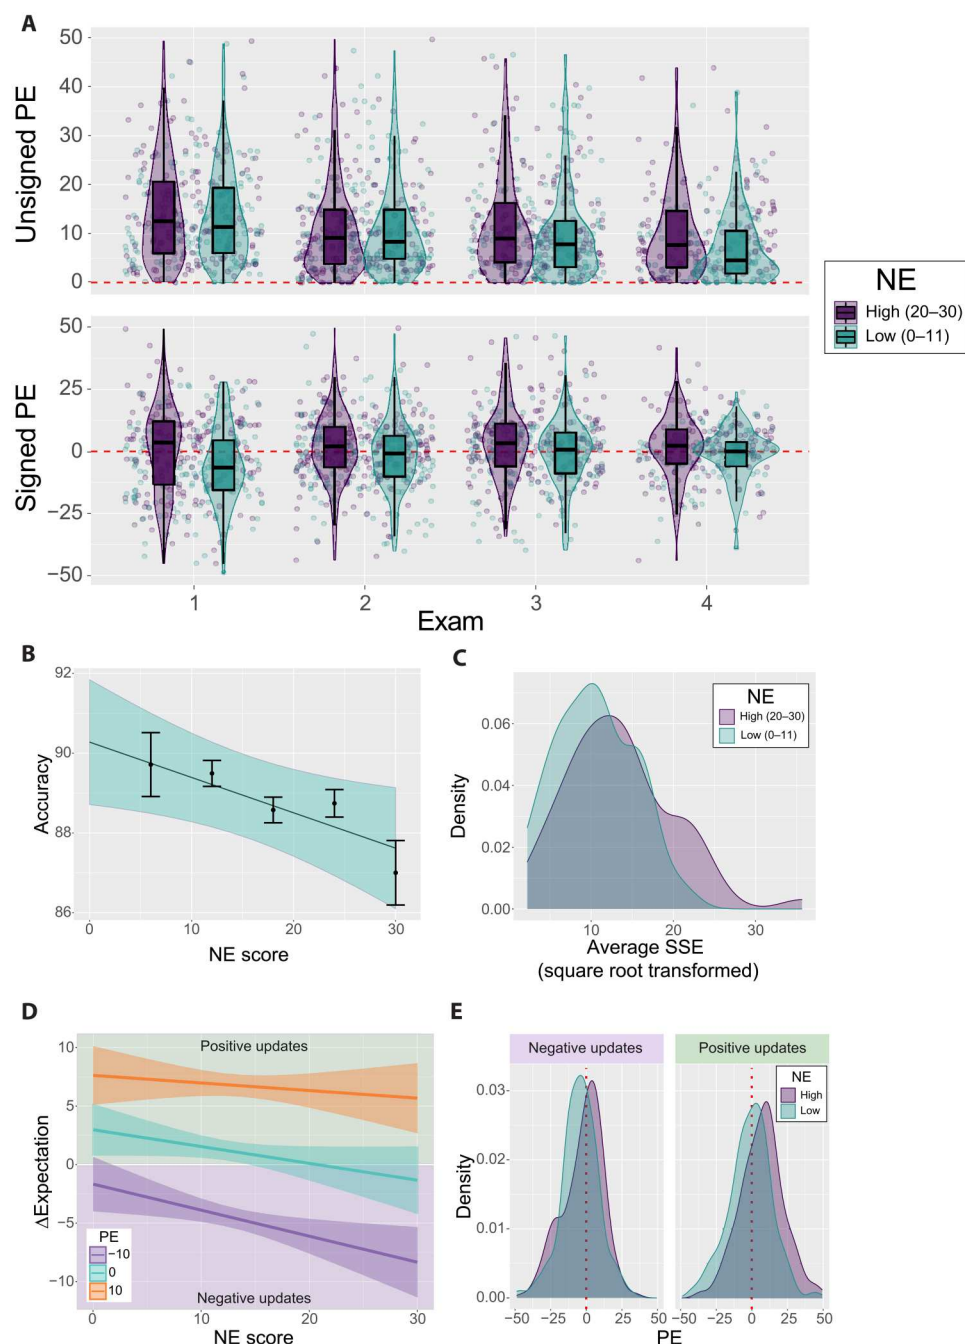 A
Unsigned PE
50
40
30
20
10
0
NE
High (20–30)
Low (0–11)
Signed PE
50
25
0
−25
−50
1 2 3 4
Exam
B
Accuracy
92
90
88
86
0 10 20 30
NE score
C
Density
0.06
0.04
0.02
0.00
NE
High (20–30)
Low (0–11)
10 20 30
Average SSE
(square root transformed)
D
ΔExpectation
10
5
0
−5
−10
Positive updates
PE
−10
0
10
Negative updates
0 10 20 30
NE score
E
Negative updates Positive updates
Density
0.03
0.02
0.01
0.00
NE
High
Low
−50 −25 0 25 50 −50 −25 0 25 50
PE